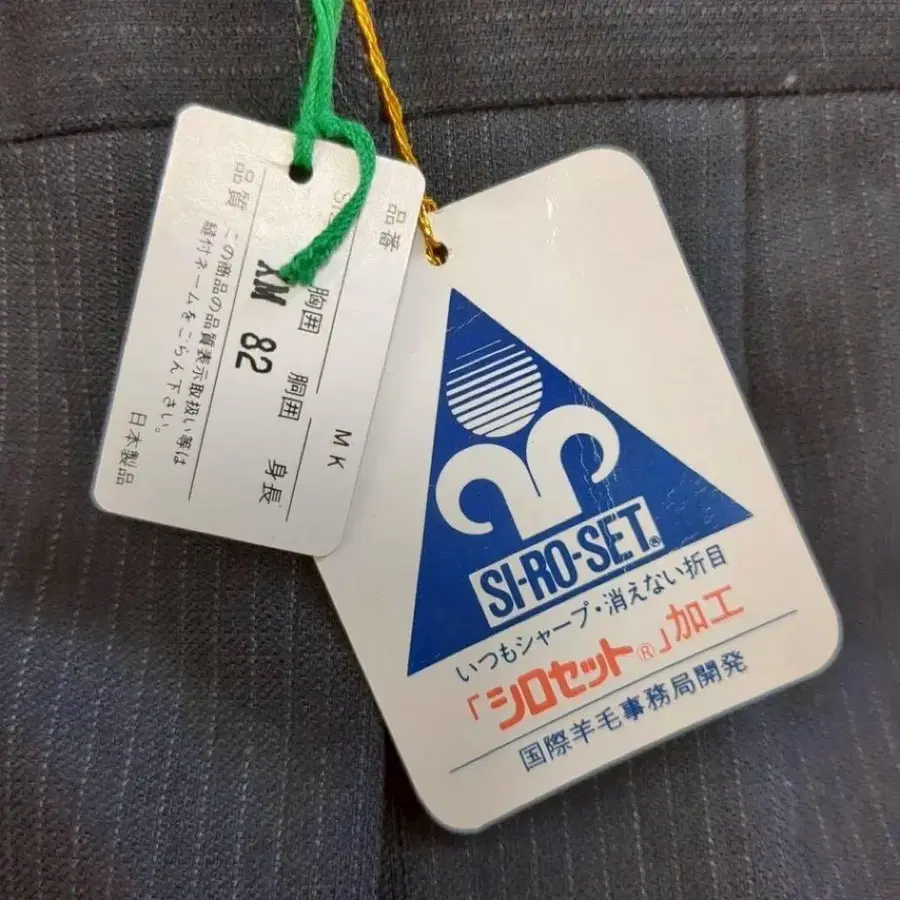 品番
MK
胸囲 胴囲 身長
XM 82
品質 この商品の品質表示取扱い等は
縫付ネームをごらん下さい。
日本製品
SI-RO-SET®
いつもシャープ・消えない折目
「シロセット®」加工
国際羊毛事務局開発